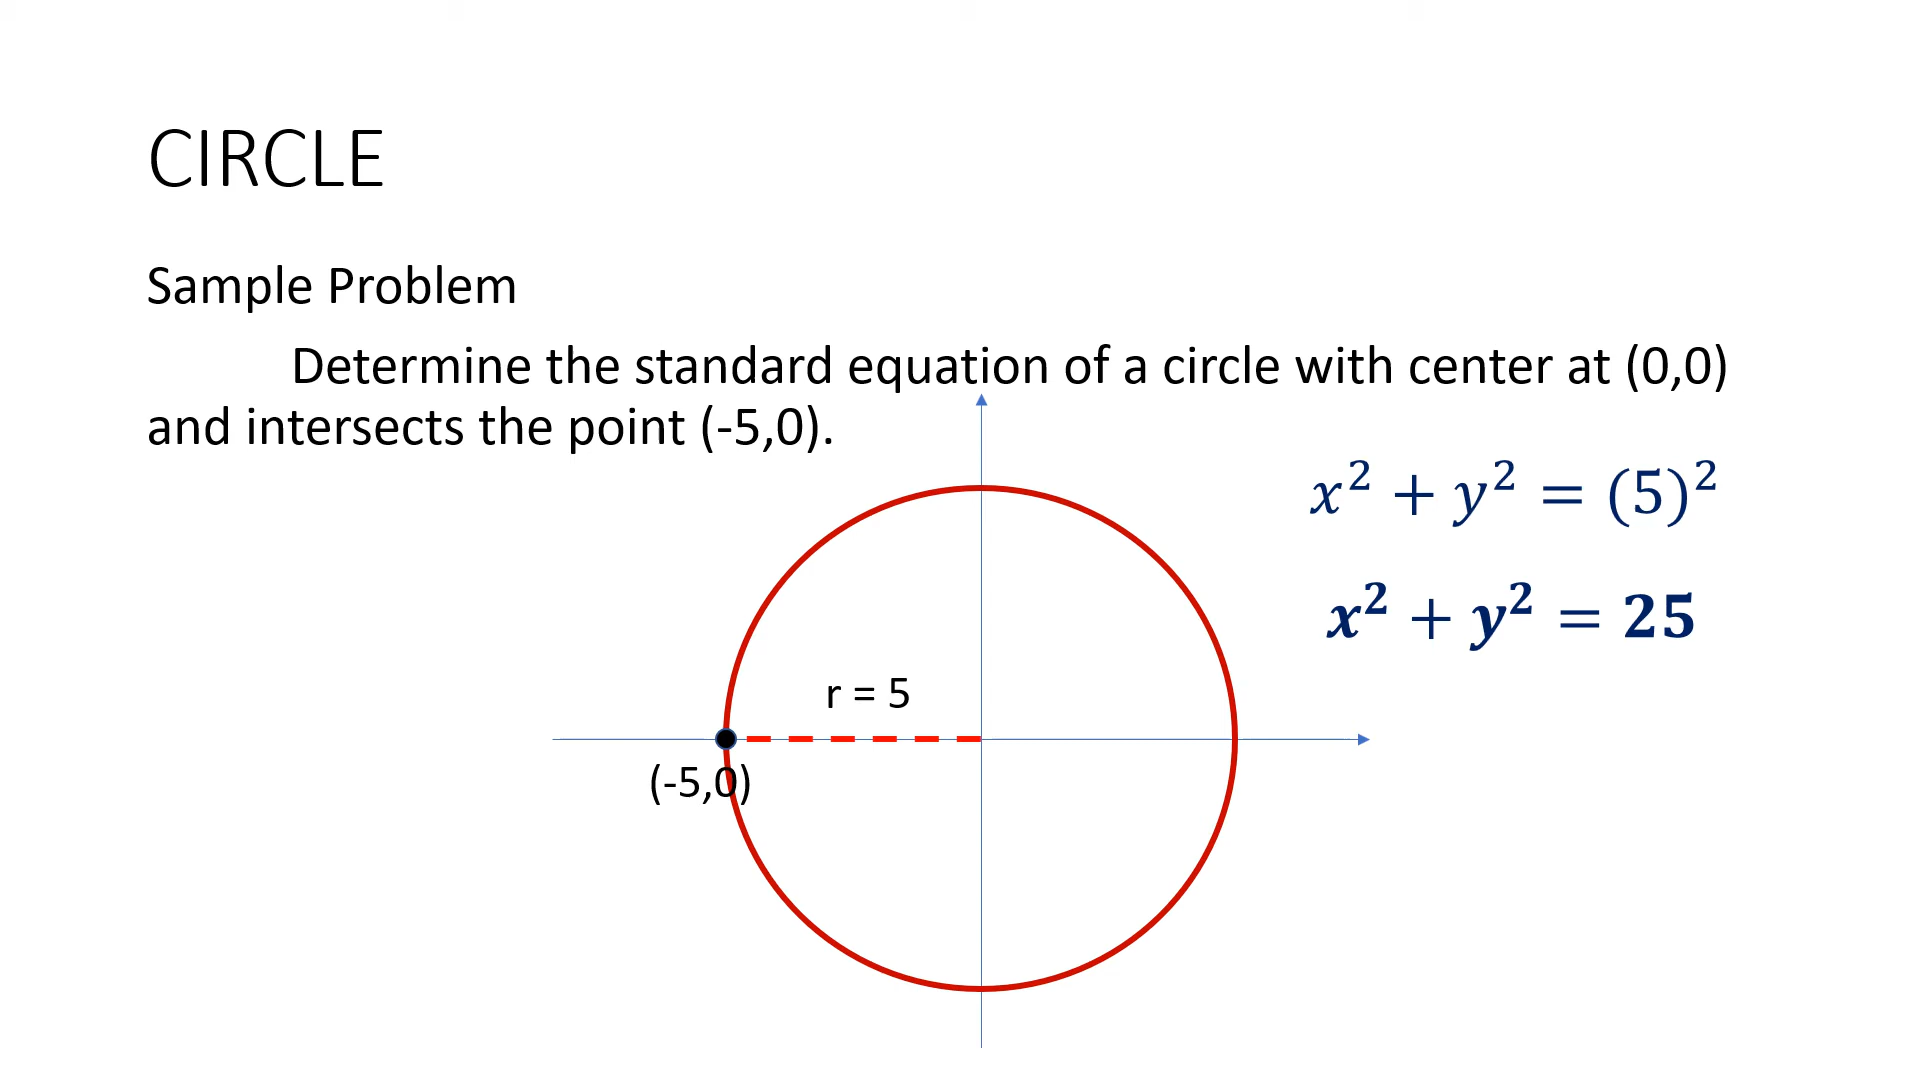 CIRCLE
Sample Problem
Determine the standard equation of a circle with center at (0,0)
and intersects the point (-5,0).
x² + y² = (5)²
x² + y² = 25
r = 5
(-5,0)